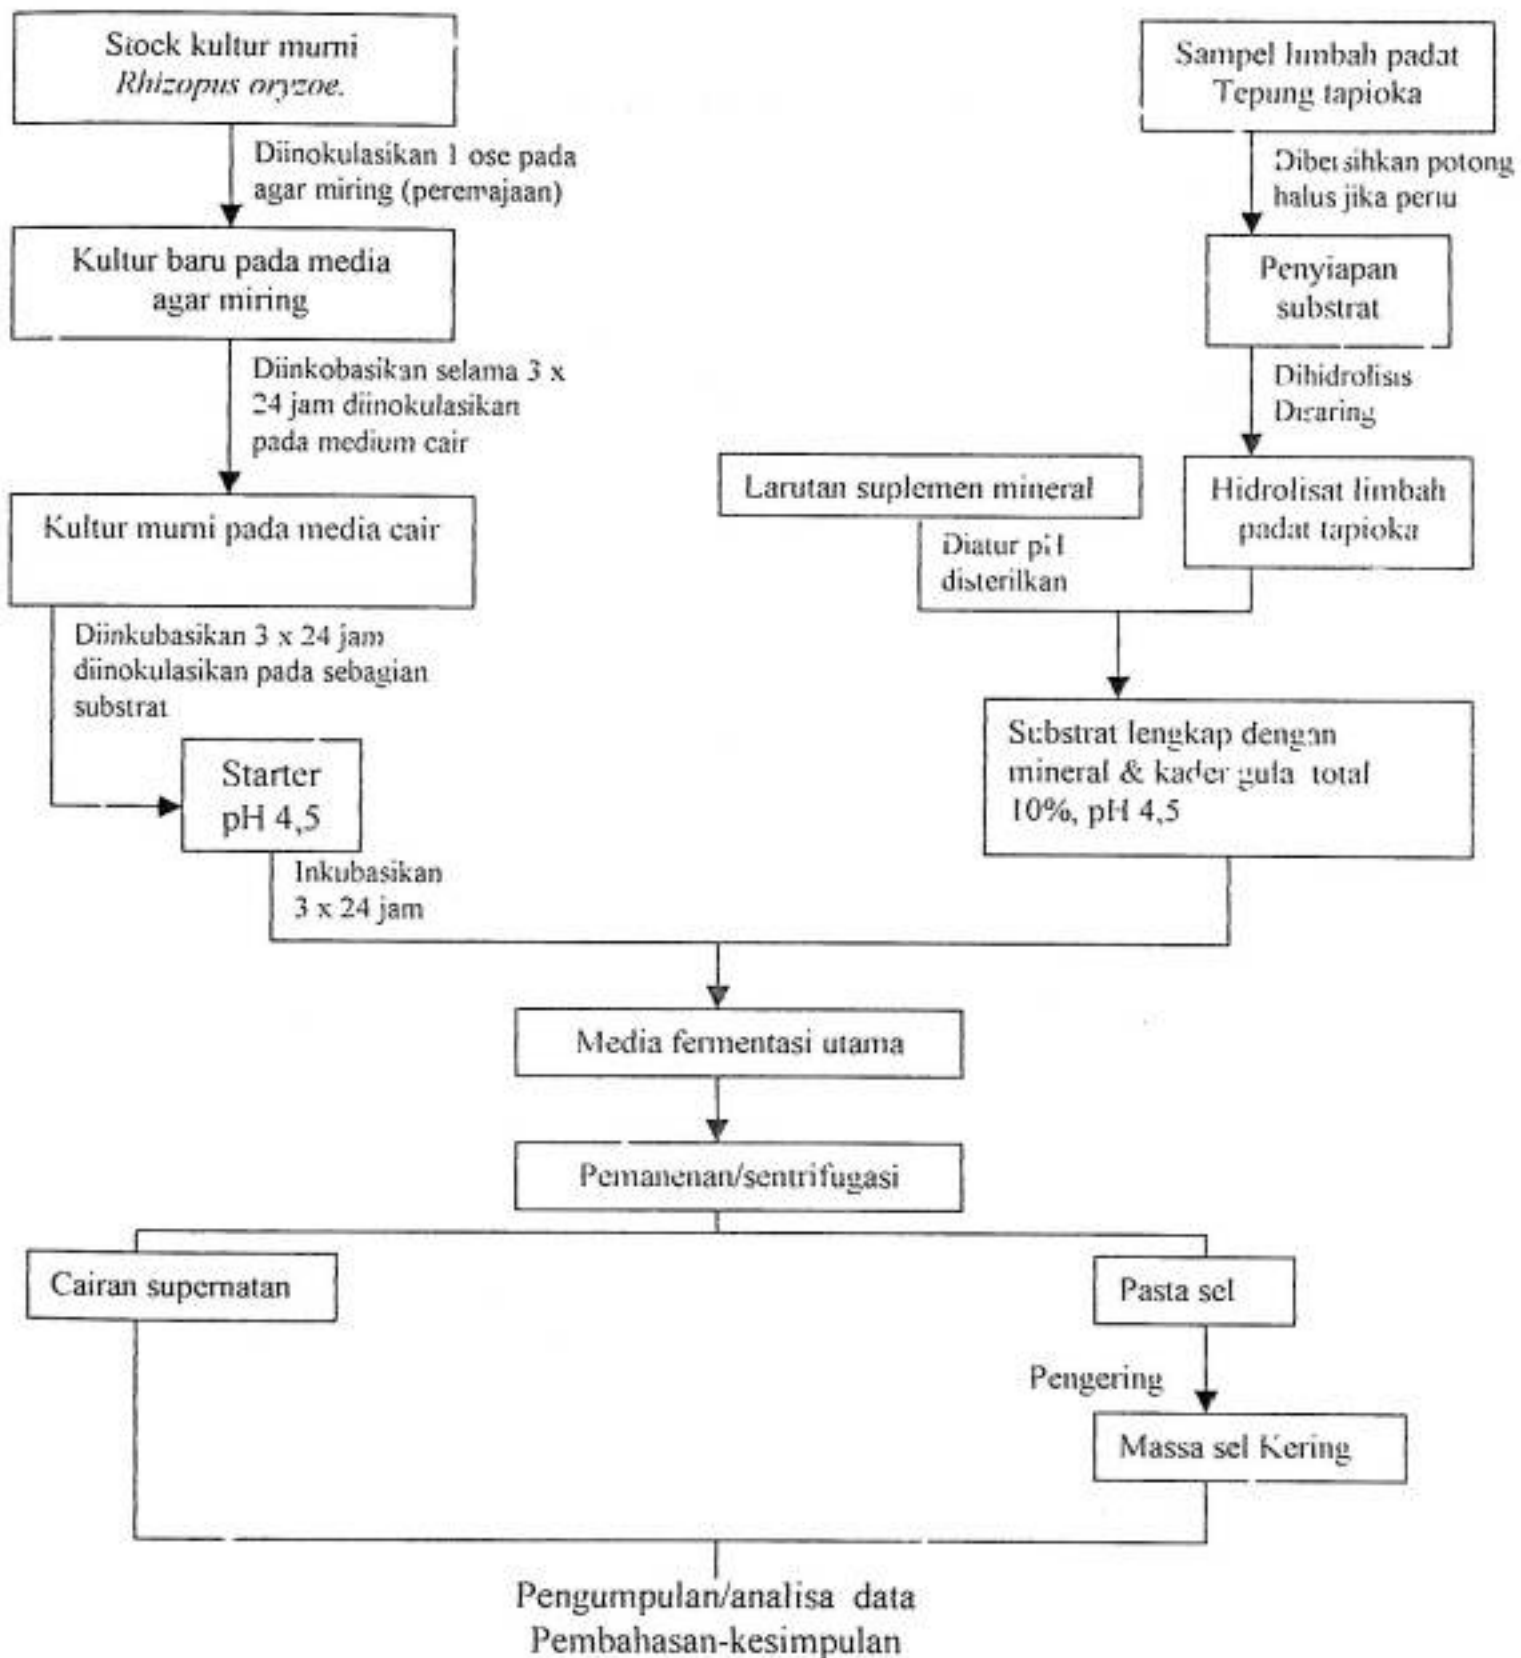 Stock kultur murni
Rhizopus oryzoe.
Diinokulasikan 1 ose pada
agar miring (peremajaan)
Kultur baru pada media
agar miring
Diinkobasikan selama 3 x
24 jam diinokulasikan
pada medium cair
Kultur murni pada media cair
Diinkubasikan 3 x 24 jam
diinokulasikan pada sebagian
substrat
Starter
pH 4,5
Inkubasikan
3 x 24 jam
Sampel limbah padat
Tepung tapioka
Dibersihkan potong
halus jika perlu
Penyiapan
substrat
Dihidrolisis
Disaring
Larutan suplemen mineral
Diatur pH
disterilkan
Hidrolisat limbah
padat tapioka
Substrat lengkap dengan
mineral & kader gula total
10%, pH 4,5
Media fermentasi utama
Pemanenan/sentrifugasi
Cairan supernatan
Pasta sel
Pengering
Massa sel Kering
Pengumpulan/analisa data
Pembahasan-kesimpulan